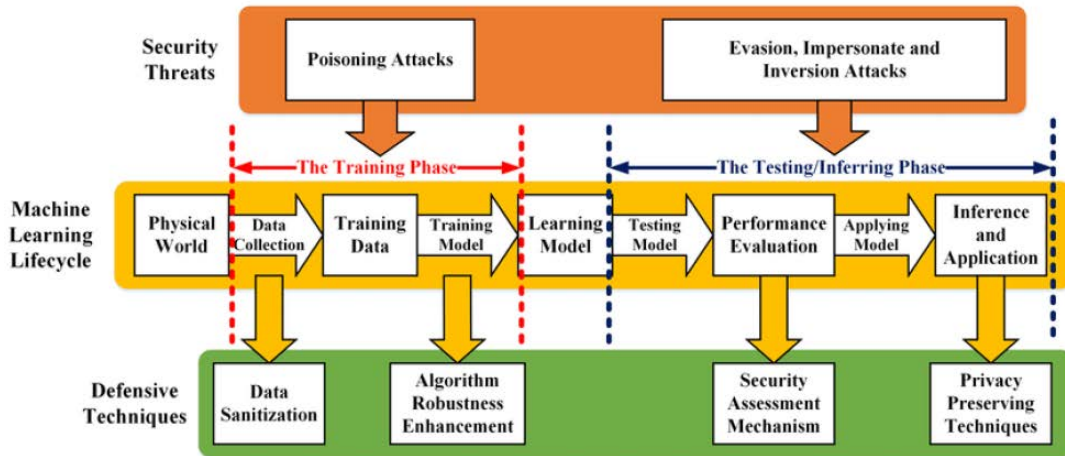 Security
Threats
Poisoning Attacks
Evasion, Impersonate and
Inversion Attacks
The Training Phase
The Testing/Inferring Phase
Machine
Learning
Lifecycle
Physical
World
Data
Collection
Training
Data
Training
Model
Learning
Model
Testing
Model
Performance
Evaluation
Applying
Model
Inference
and
Application
Defensive
Techniques
Data
Sanitization
Algorithm
Robustness
Enhancement
Security
Assessment
Mechanism
Privacy
Preserving
Techniques